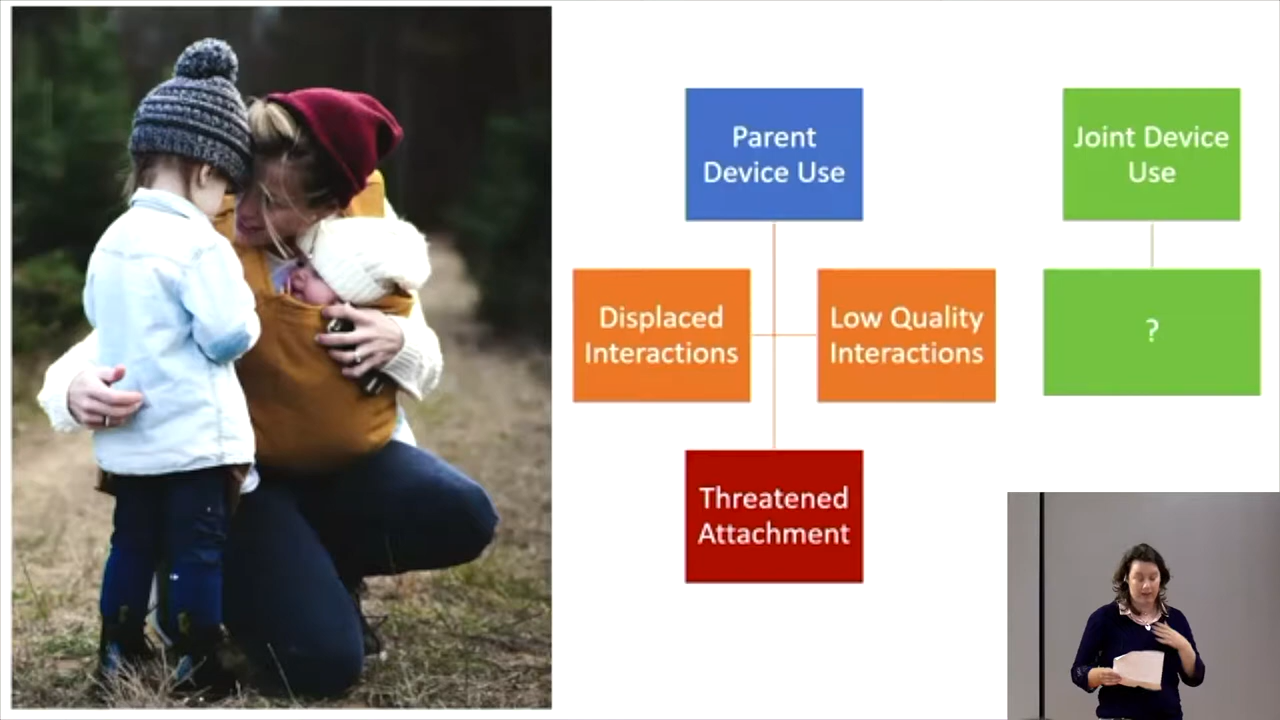 Parent
Device Use
Joint Device
Use
Displaced
Interactions
Low Quality
Interactions
?
Threatened
Attachment